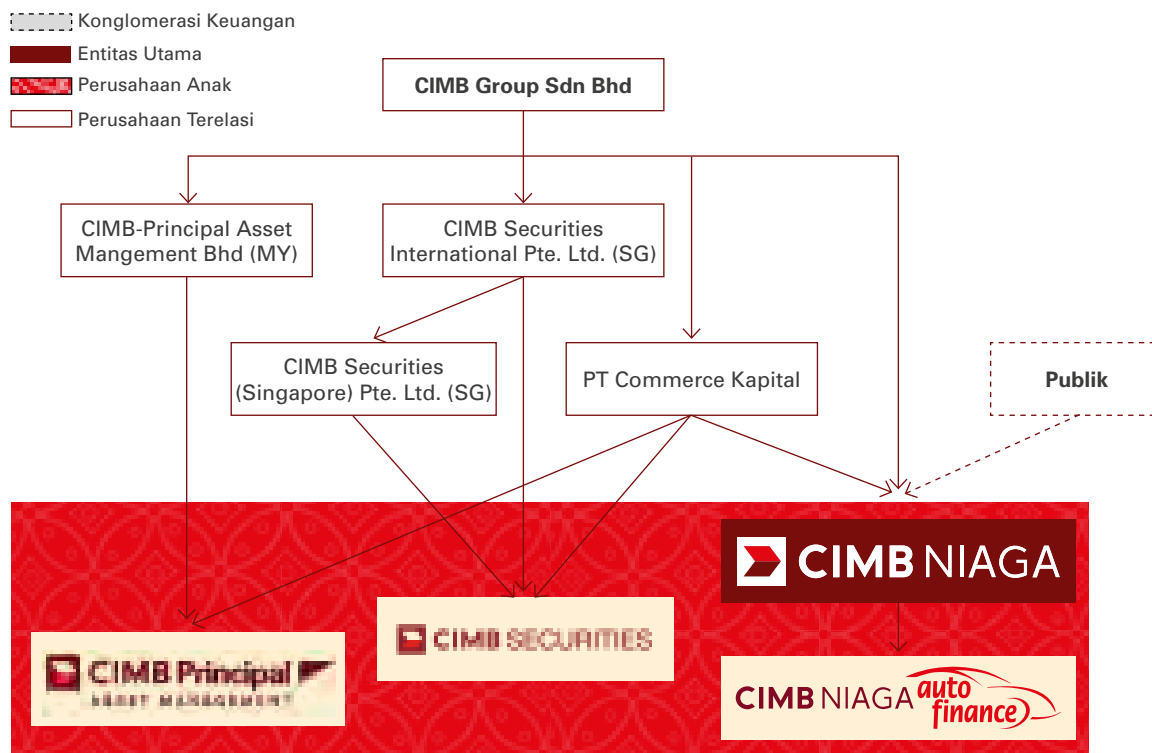 Konglomerasi Keuangan
Entitas Utama
Perusahaan Anak
Perusahaan Terelasi
CIMB Group Sdn Bhd
CIMB-Principal Asset
Mangement Bhd (MY)
CIMB Securities
International Pte. Ltd. (SG)
CIMB Securities
(Singapore) Pte. Ltd. (SG)
PT Commerce Kapital
Publik
CIMB NIAGA
CIMB SECURITIES
CIMB Principal
ASSET MANAGEMENT
CIMB NIAGA auto
finance